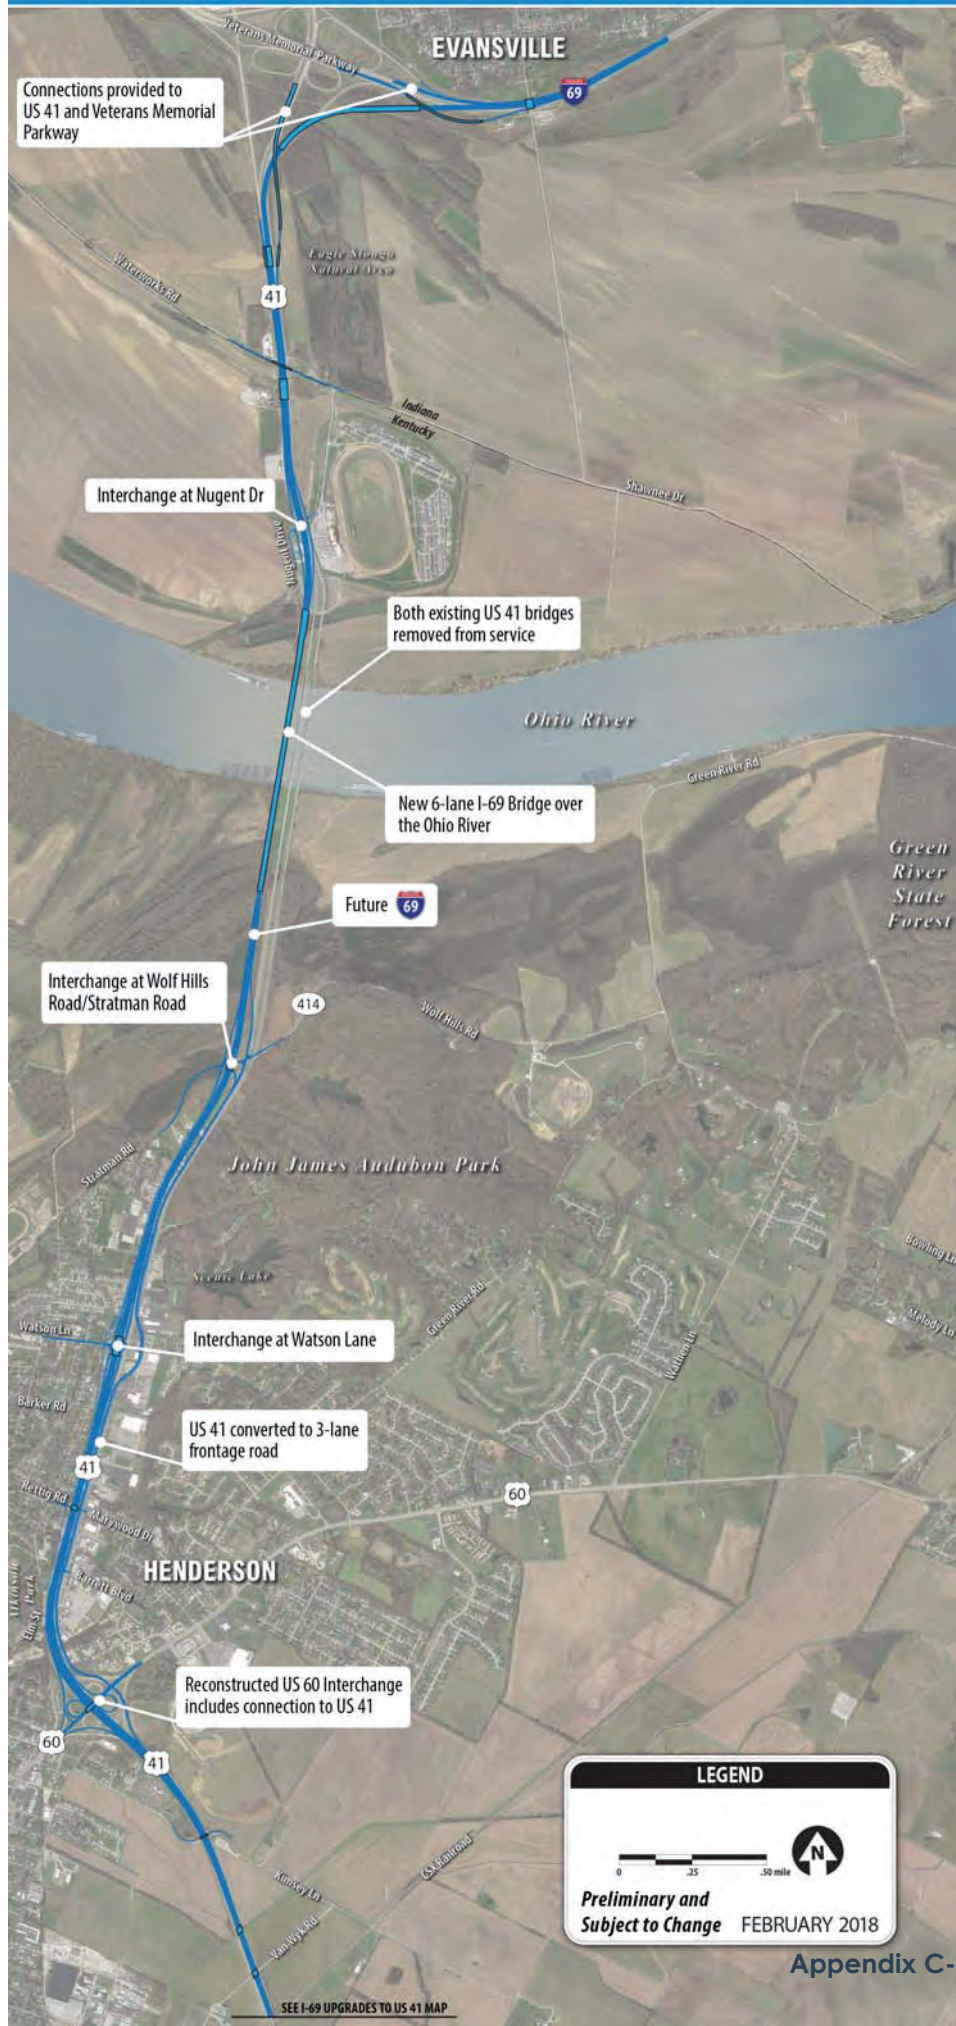 Veterans Memorial Parkway
EVANSVILLE
69
Connections provided to
US 41 and Veterans Memorial
Parkway
Eagle Slough
Natural Area
Waterworks Rd
41
Indiana
Kentucky
Shawnee Dr
Interchange at Nugent Dr
Nugent Drive
Both existing US 41 bridges
removed from service
Ohio River
Green River Rd
New 6-lane I-69 Bridge over
the Ohio River
Green
River
State
Forest
Future 69
Interchange at Wolf Hills
Road/Stratman Road
414
Wolf Hills Rd
Stratman Rd
John James Audubon Park
Bowling Ln
Scenic Lake
Green River Rd
Melody Ln
Watson Ln
Interchange at Watson Lane
Wathen Ln
Barker Rd
US 41 converted to 3-lane
frontage road
41
60
Rettig Rd
Marywood Dr
HENDERSON
Barrett Blvd
Atkinson
Park
Elm St
Reconstructed US 60 Interchange
includes connection to US 41
60
41
LEGEND
0 .25 .50 mile
N
Preliminary and
Subject to Change FEBRUARY 2018
CSX Railroad
Kimsey Ln
Van Wyk Rd
Appendix C-
SEE I-69 UPGRADES TO US 41 MAP